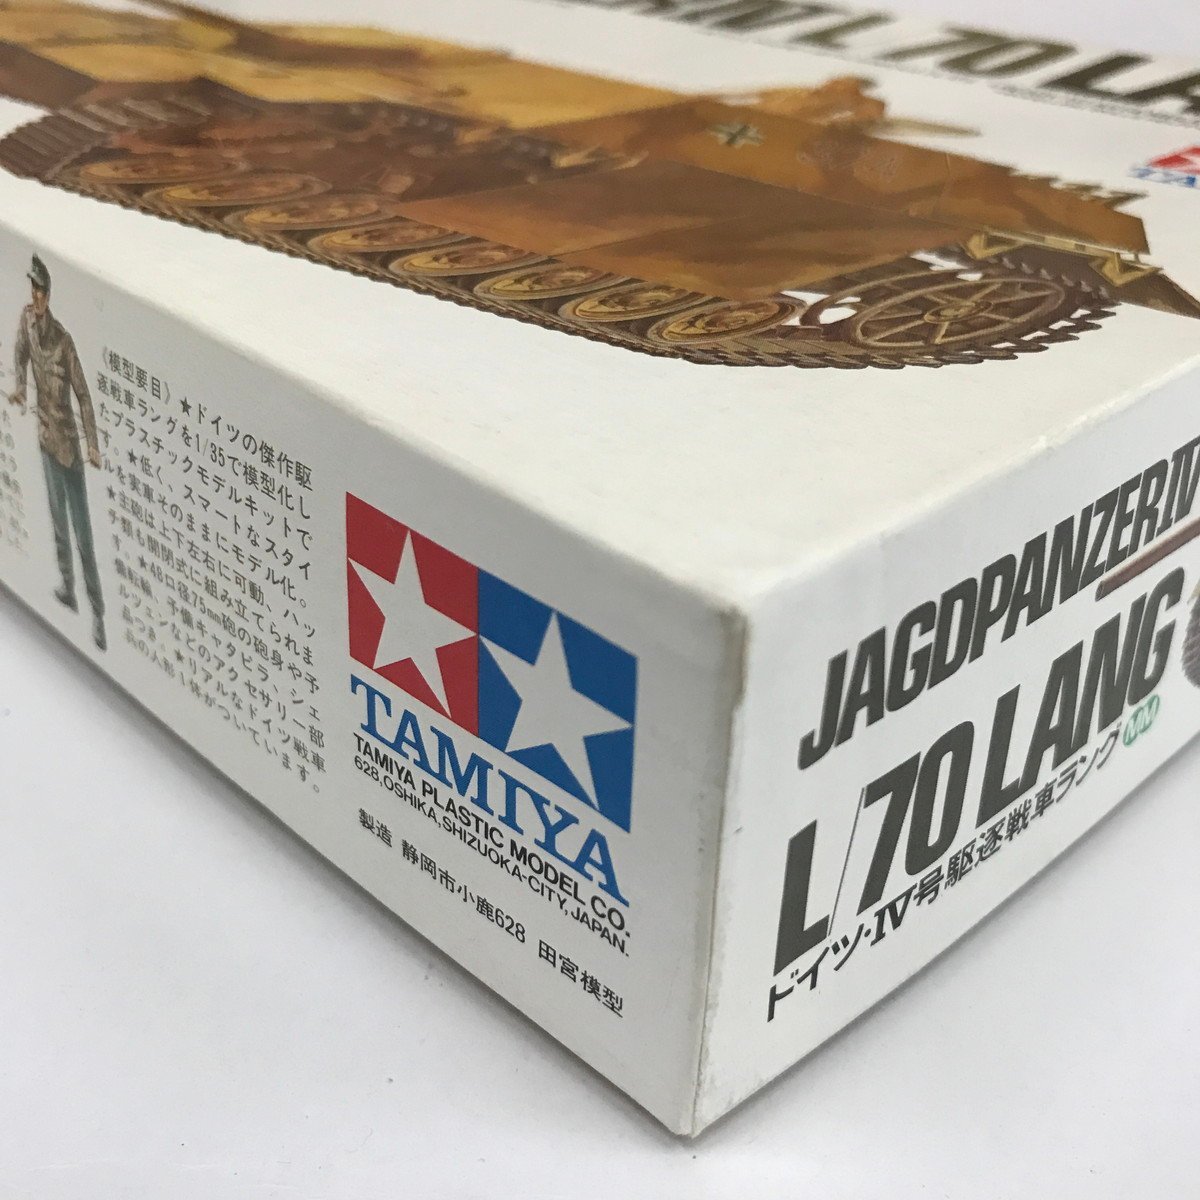 IV L/70 LA
TA
《模型要目》★ドイツの傑作駆
逐戦車ラングを1/35で模型化し
たプラスチックモデルキットで
す。★低く、スマートなスタイ
ルを実車そのままにモデル化。
★主砲は上下左右に可動、ハッ
チ類も開閉式に組み立てられま
す。★48口径75mm砲の砲身や予
備転輪、予備キャタピラ、シェ
ルツェンなどのアクセサリー部
品つき。★リアルなドイツ戦車
兵の人形1体がついています。
TAMIYA
TAMIYA PLASTIC MODEL CO.
628, OSHIKA, SHIZUOKA-CITY, JAPAN.
製造 静岡市小鹿628 田宮模型
JAGDPANZER IV
L/70 LANG
ドイツ・IV号駆逐戦車ラング MM